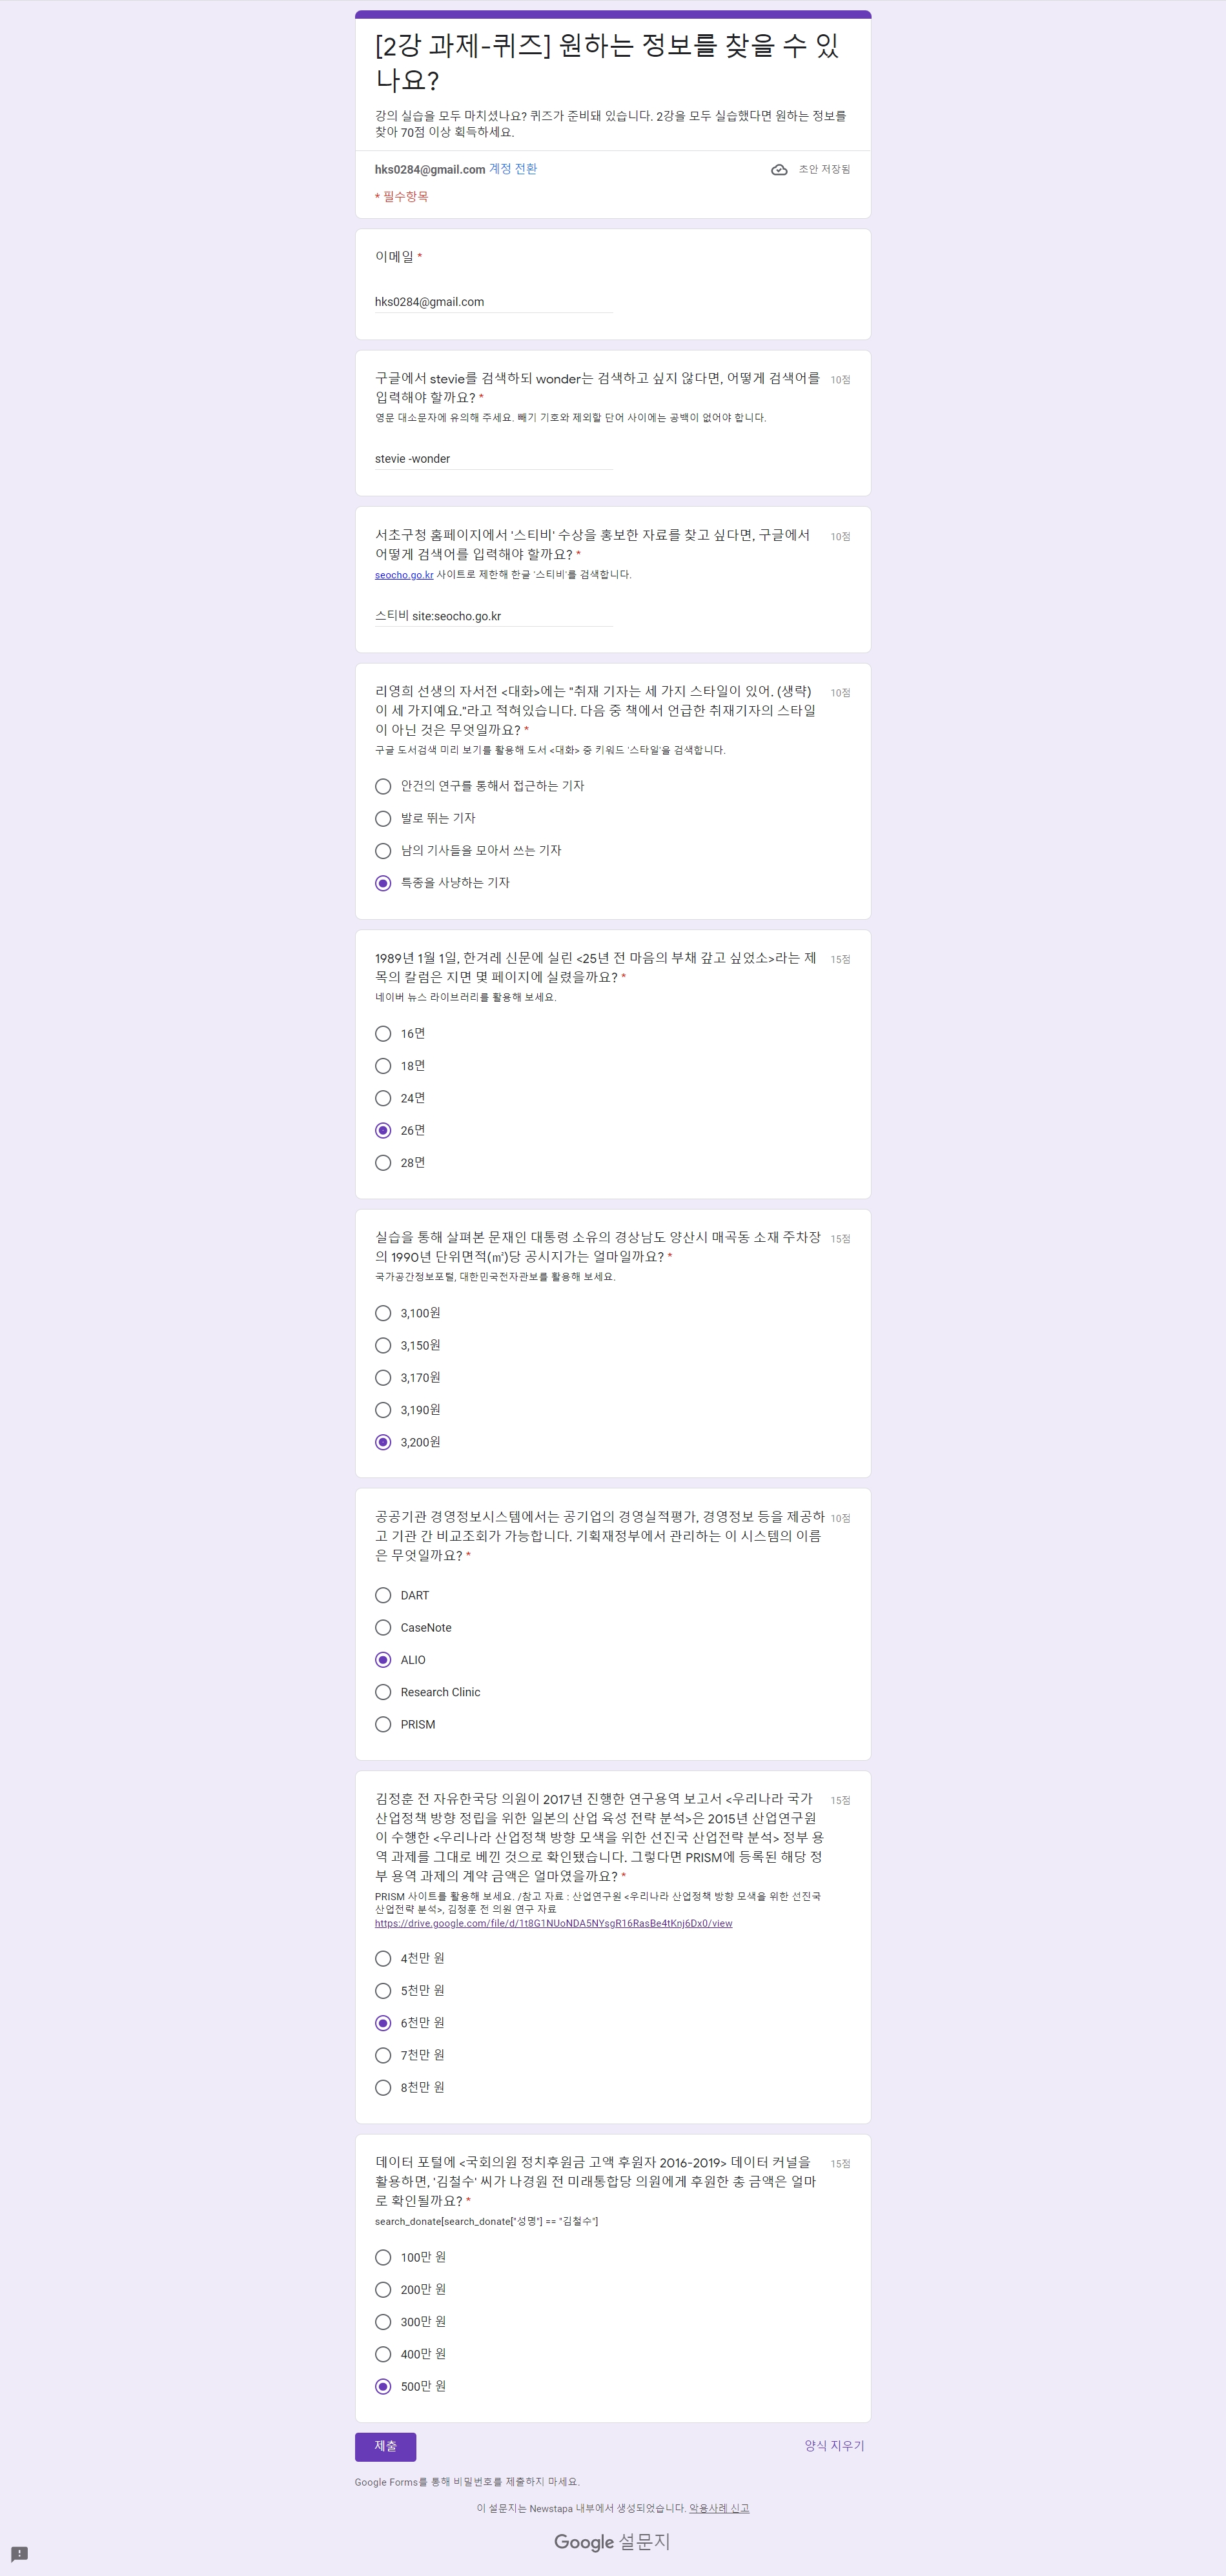 [2강 과제-퀴즈] 원하는 정보를 찾을 수 있
나요?
강의 실습을 모두 마치셨나요? 퀴즈가 준비돼 있습니다. 2강을 모두 실습했다면 원하는 정보를
찾아 70점 이상 획득하세요.
hks0284@gmail.com 계정 전환 초안 저장됨
* 필수항목
이메일 *
hks0284@gmail.com
구글에서 stevie를 검색하되 wonder는 검색하고 싶지 않다면, 어떻게 검색어를 10점
입력해야 할까요? *
영문 대소문자에 유의해 주세요. 빼기 기호와 제외할 단어 사이에는 공백이 없어야 합니다.
stevie -wonder
서초구청 홈페이지에서 '스티비' 수상을 홍보한 자료를 찾고 싶다면, 구글에서 10점
어떻게 검색어를 입력해야 할까요? *
seocho.go.kr 사이트로 제한해 한글 '스티비'를 검색합니다.
스티비 site:seocho.go.kr
리영희 선생의 자서전 <대화>에는 "취재 기자는 세 가지 스타일이 있어. (생략) 10점
이 세 가지예요."라고 적혀있습니다. 다음 중 책에서 언급한 취재기자의 스타일
이 아닌 것은 무엇일까요? *
구글 도서검색 미리 보기를 활용해 도서 <대화> 중 키워드 '스타일'을 검색합니다.
안건의 연구를 통해서 접근하는 기자
발로 뛰는 기자
남의 기사들을 모아서 쓰는 기자
특종을 사냥하는 기자
1989년 1월 1일, 한겨레 신문에 실린 <25년 전 마음의 부채 갚고 싶었소>라는 제 15점
목의 칼럼은 지면 몇 페이지에 실렸을까요? *
네이버 뉴스 라이브러리를 활용해 보세요.
16면
18면
24면
26면
28면
실습을 통해 살펴본 문재인 대통령 소유의 경상남도 양산시 매곡동 소재 주차장 15점
의 1990년 단위면적(㎡)당 공시지가는 얼마일까요? *
국가공간정보포털, 대한민국전자관보를 활용해 보세요.
3,100원
3,150원
3,170원
3,190원
3,200원
공공기관 경영정보시스템에서는 공기업의 경영실적평가, 경영정보 등을 제공하 10점
고 기관 간 비교조회가 가능합니다. 기획재정부에서 관리하는 이 시스템의 이름
은 무엇일까요? *
DART
CaseNote
ALIO
Research Clinic
PRISM
김정훈 전 자유한국당 의원이 2017년 진행한 연구용역 보고서 <우리나라 국가 15점
산업정책 방향 정립을 위한 일본의 산업 육성 전략 분석>은 2015년 산업연구원
이 수행한 <우리나라 산업정책 방향 모색을 위한 선진국 산업전략 분석> 정부 용
역 과제를 그대로 베낀 것으로 확인됐습니다. 그렇다면 PRISM에 등록된 해당 정
부 용역 과제의 계약 금액은 얼마였을까요? *
PRISM 사이트를 활용해 보세요. /참고 자료 : 산업연구원 <우리나라 산업정책 방향 모색을 위한 선진국
산업전략 분석>, 김정훈 전 의원 연구 자료
https://drive.google.com/file/d/1t8G1NUoNDA5NYsgR16RasBe4tKnj6Dx0/view
4천만 원
5천만 원
6천만 원
7천만 원
8천만 원
데이터 포털에 <국회의원 정치후원금 고액 후원자 2016-2019> 데이터 커널을 15점
활용하면, '김철수' 씨가 나경원 전 미래통합당 의원에게 후원한 총 금액은 얼마
로 확인될까요? *
search_donate[search_donate["성명"] == "김철수"]
100만 원
200만 원
300만 원
400만 원
500만 원
제출 양식 지우기
Google Forms를 통해 비밀번호를 제출하지 마세요.
이 설문지는 Newstapa 내부에서 생성되었습니다. 악용사례 신고
Google 설문지